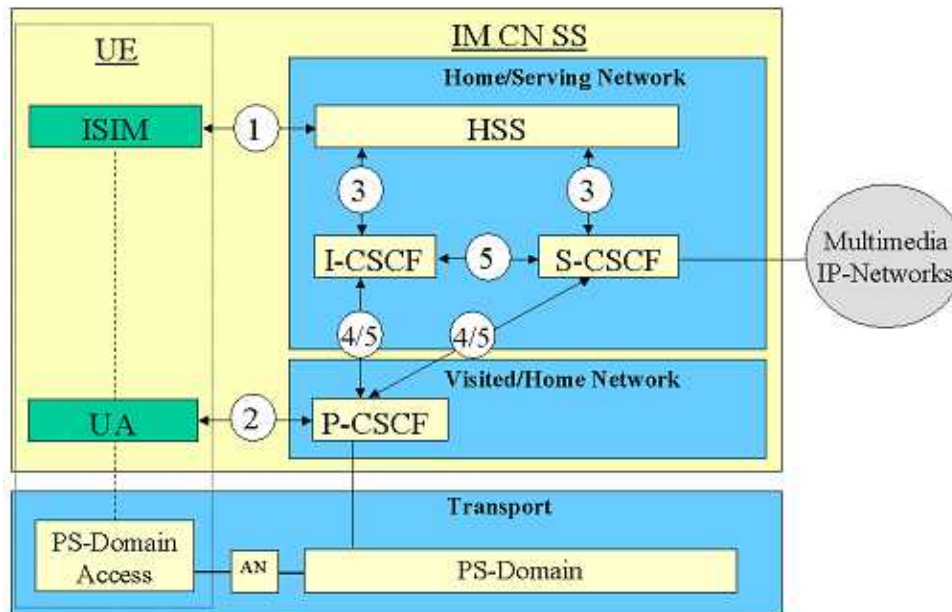 UE
IM CN SS
Home/Serving Network
ISIM
1
HSS
3
3
I-CSCF
5
S-CSCF
Multimedia
IP-Networks
4/5
4/5
Visited/Home Network
UA
2
P-CSCF
Transport
PS-Domain
Access
AN
PS-Domain